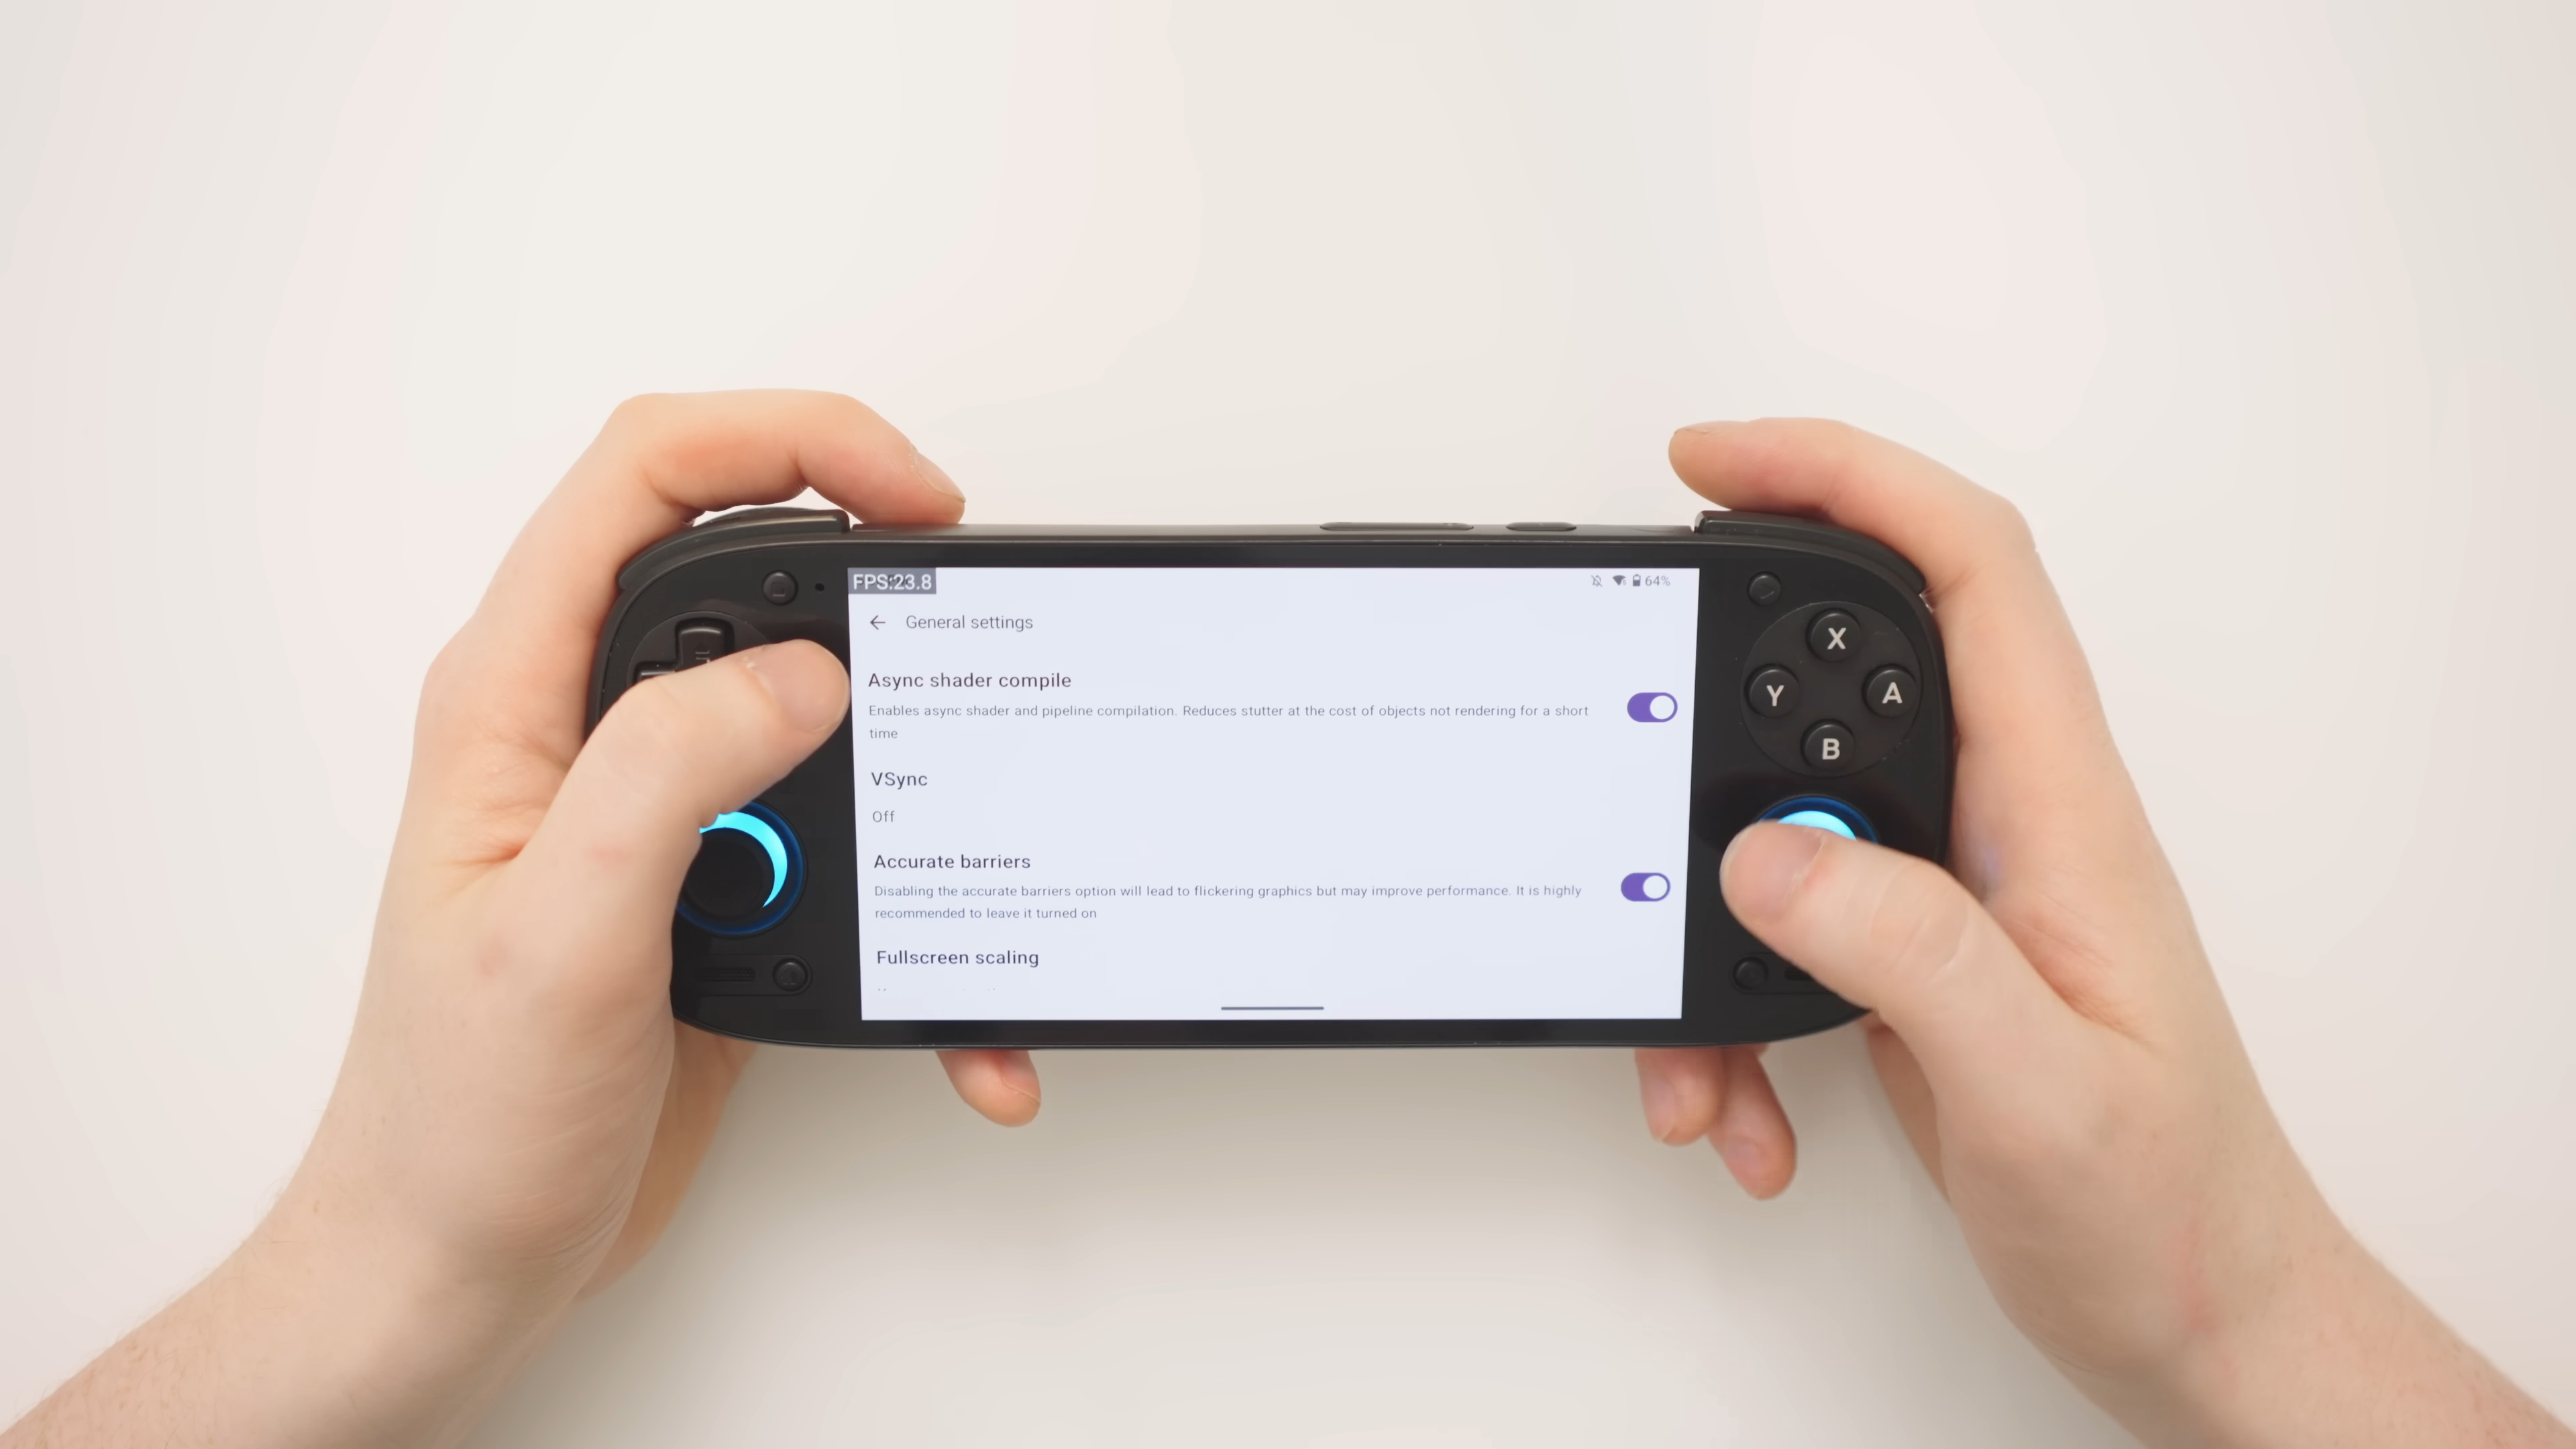 FPS:23.8
64%
General settings
Async shader compile
Enables async shader and pipeline compilation. Reduces stutter at the cost of objects not rendering for a short
time
VSync
Off
Accurate barriers
Disabling the accurate barriers option will lead to flickering graphics but may improve performance. It is highly
recommended to leave it turned on
Fullscreen scaling
X
Y
A
B